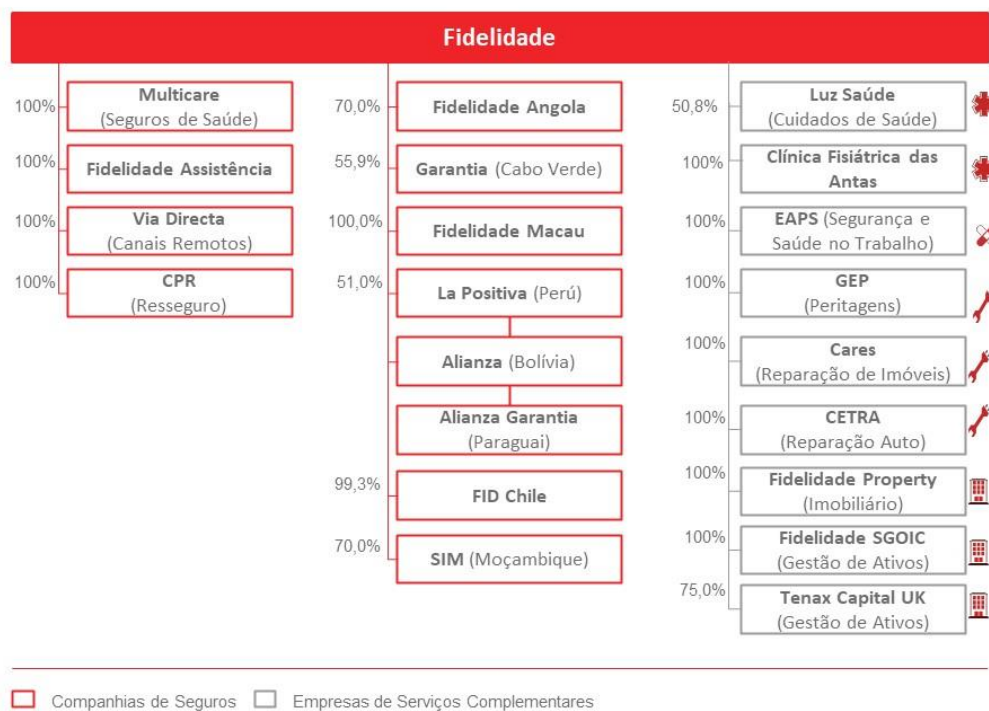 Fidelidade
100%
Multicare
(Seguros de Saúde)
100%
Fidelidade Assistência
100%
Via Directa
(Canais Remotos)
100%
CPR
(Resseguro)
70,0%
Fidelidade Angola
55,9%
Garantia (Cabo Verde)
100,0%
Fidelidade Macau
51,0%
La Positiva (Perú)
Alianza (Bolívia)
Alianza Garantia
(Paraguai)
99,3%
FID Chile
70,0%
SIM (Moçambique)
50,8%
Luz Saúde
(Cuidados de Saúde)
100%
Clínica Fisiátrica das
Antas
100%
EAPS (Segurança e
Saúde no Trabalho)
100%
GEP
(Peritagens)
100%
Cares
(Reparação de Imóveis)
100%
CETRA
(Reparação Auto)
100%
Fidelidade Property
(Imobiliário)
100%
Fidelidade SGOIC
(Gestão de Ativos)
75,0%
Tenax Capital UK
(Gestão de Ativos)
Companhias de Seguros
Empresas de Serviços Complementares